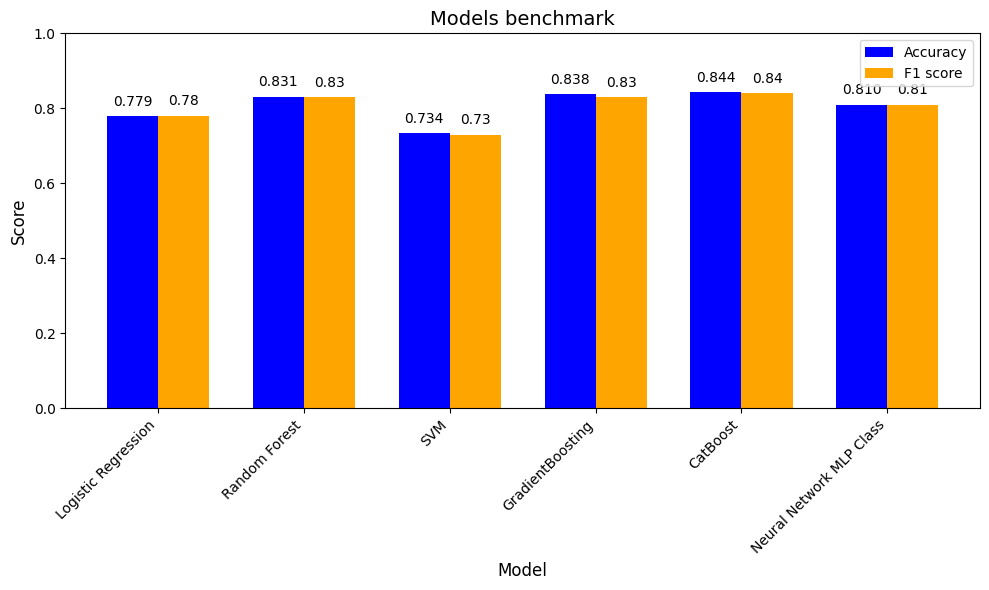 Models benchmark
Score
1.0
0.8
0.6
0.4
0.2
0.0
0.779
0.78
0.831
0.83
0.734
0.73
0.838
0.83
0.844
0.84
0.810
0.81
Accuracy
F1 score
Logistic Regression
Random Forest
SVM
GradientBoosting
CatBoost
Neural Network MLP Class
Model